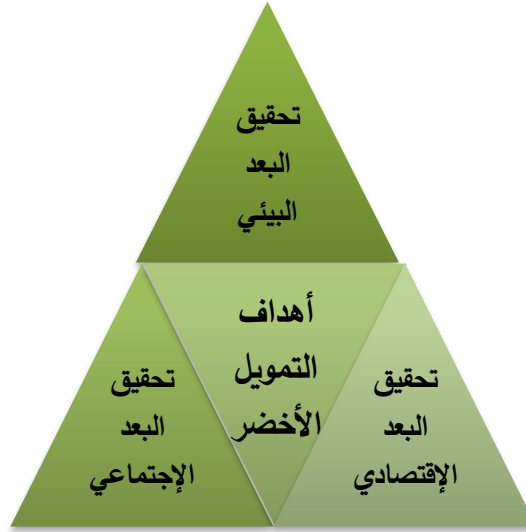 تحقيق
البعد
البيئي
أهداف
التمويل
الأخضر
تحقيق
البعد
الإقتصادي
تحقيق
البعد
الإجتماعي